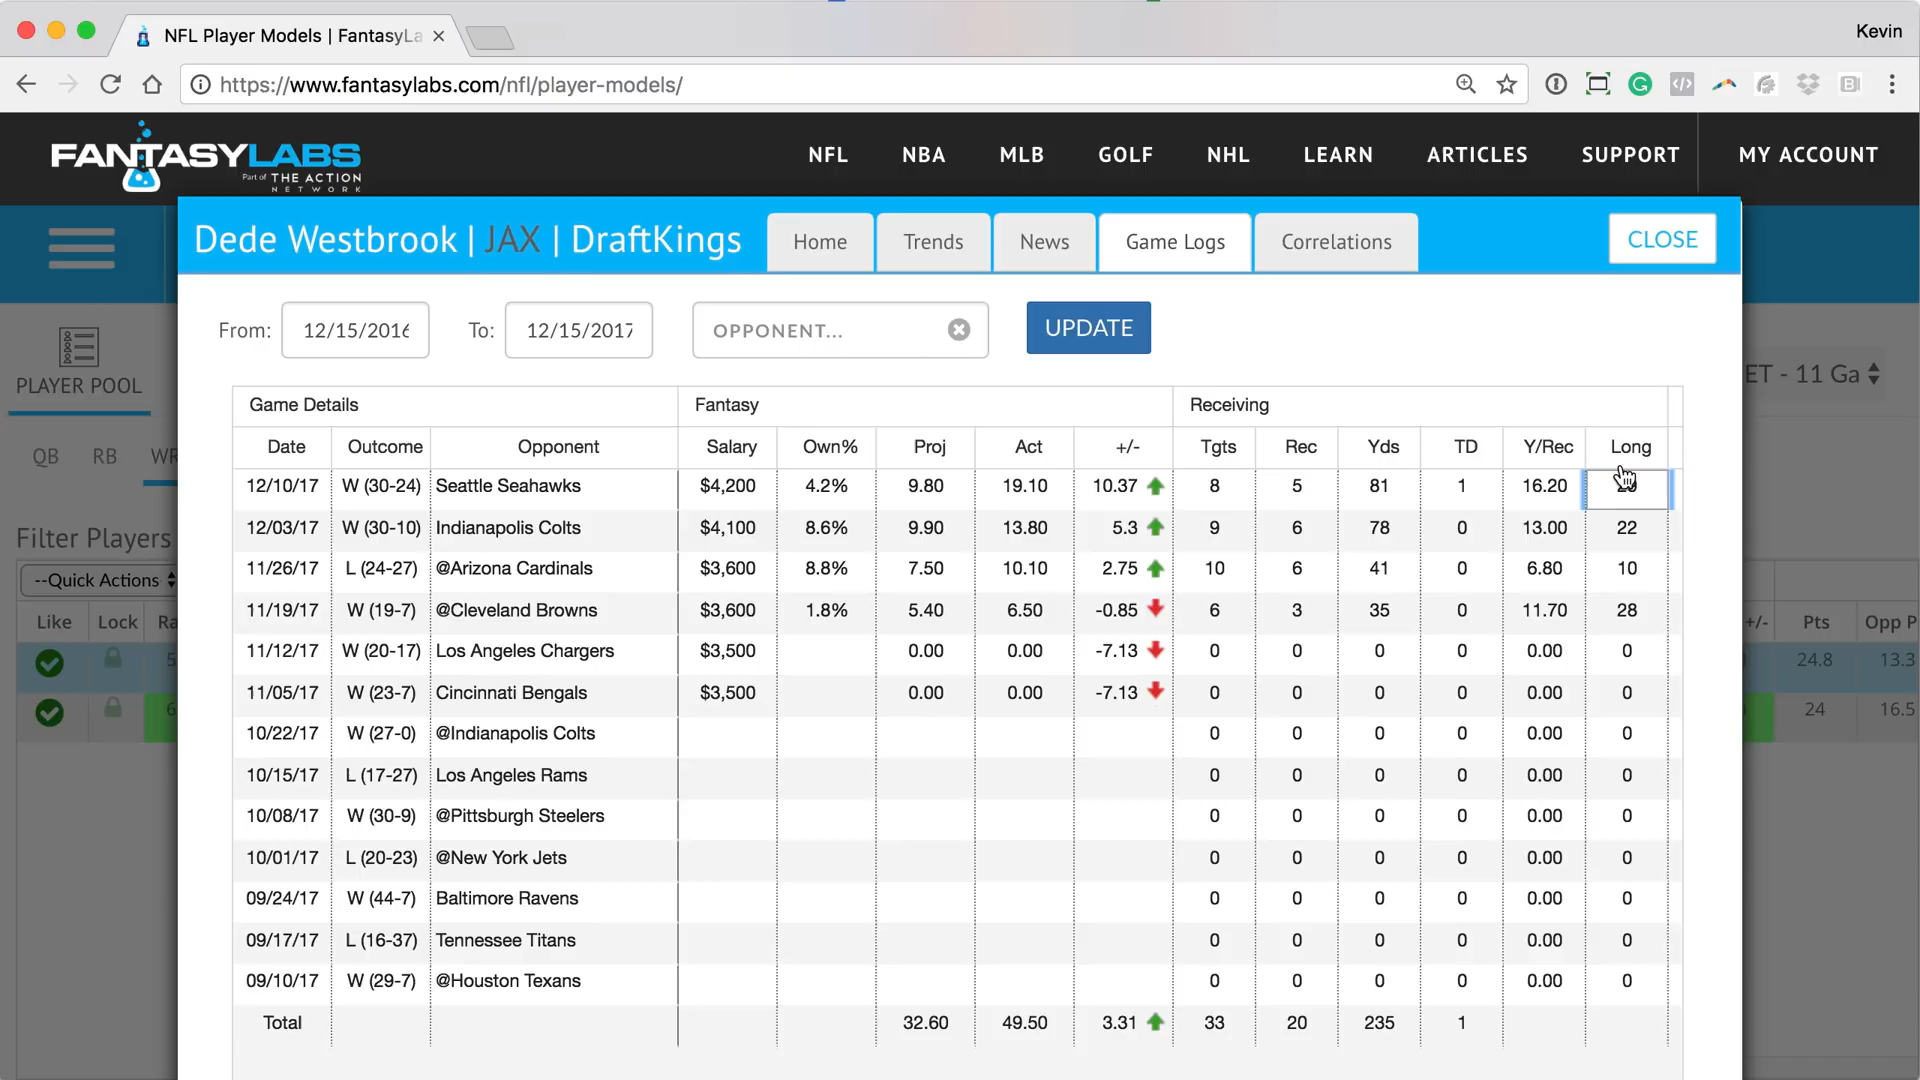 NFL Player Models | FantasyLa
Kevin
https://www.fantasylabs.com/nfl/player-models/
FANTASYLABS
Part of THE ACTION
NETWORK
NFL NBA MLB GOLF NHL LEARN ARTICLES SUPPORT MY ACCOUNT
Dede Westbrook | JAX | DraftKings Home Trends News Game Logs Correlations CLOSE
From: 12/15/2016 To: 12/15/2017 OPPONENT... UPDATE
PLAYER POOL
ET - 11 Ga
QB RB WR
Filter Players
--Quick Actions
Like Lock Ra
+/- Pts Opp P
5 24.8 13.3
6 24 16.5
Game Details Fantasy Receiving
Date Outcome Opponent Salary Own% Proj Act +/- Tgts Rec Yds TD Y/Rec Long
12/10/17 W (30-24) Seattle Seahawks $4,200 4.2% 9.80 19.10 10.37 8 5 81 1 16.20
12/03/17 W (30-10) Indianapolis Colts $4,100 8.6% 9.90 13.80 5.3 9 6 78 0 13.00 22
11/26/17 L (24-27) @Arizona Cardinals $3,600 8.8% 7.50 10.10 2.75 10 6 41 0 6.80 10
11/19/17 W (19-7) @Cleveland Browns $3,600 1.8% 5.40 6.50 -0.85 6 3 35 0 11.70 28
11/12/17 W (20-17) Los Angeles Chargers $3,500 0.00 0.00 -7.13 0 0 0 0 0.00 0
11/05/17 W (23-7) Cincinnati Bengals $3,500 0.00 0.00 -7.13 0 0 0 0 0.00 0
10/22/17 W (27-0) @Indianapolis Colts 0 0 0 0 0.00 0
10/15/17 L (17-27) Los Angeles Rams 0 0 0 0 0.00 0
10/08/17 W (30-9) @Pittsburgh Steelers 0 0 0 0 0.00 0
10/01/17 L (20-23) @New York Jets 0 0 0 0 0.00 0
09/24/17 W (44-7) Baltimore Ravens 0 0 0 0 0.00 0
09/17/17 L (16-37) Tennessee Titans 0 0 0 0 0.00 0
09/10/17 W (29-7) @Houston Texans 0 0 0 0 0.00 0
Total 32.60 49.50 3.31 33 20 235 1